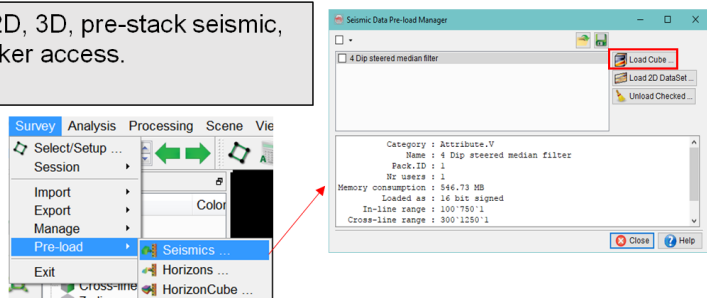 2D, 3D, pre-stack seismic,
ker access.
Seismic Data Pre-load Manager
4 Dip steered median filter
Load Cube ...
Load 2D DataSet ...
Unload Checked ...
Category : Attribute.V
Name : 4 Dip steered median filter
Pack.ID : 1
Nr users : 1
Memory consumption : 546.73 MB
Loaded as : 16 bit signed
In-line range : 100`750`1
Cross-line range : 300`1250`1
Close
Help
Survey Analysis Processing Scene Vie
Select/Setup ...
Session
Import
Export
Manage
Pre-load
Exit
Color
Seismics ...
Horizons ...
HorizonCube ...
Cross-line